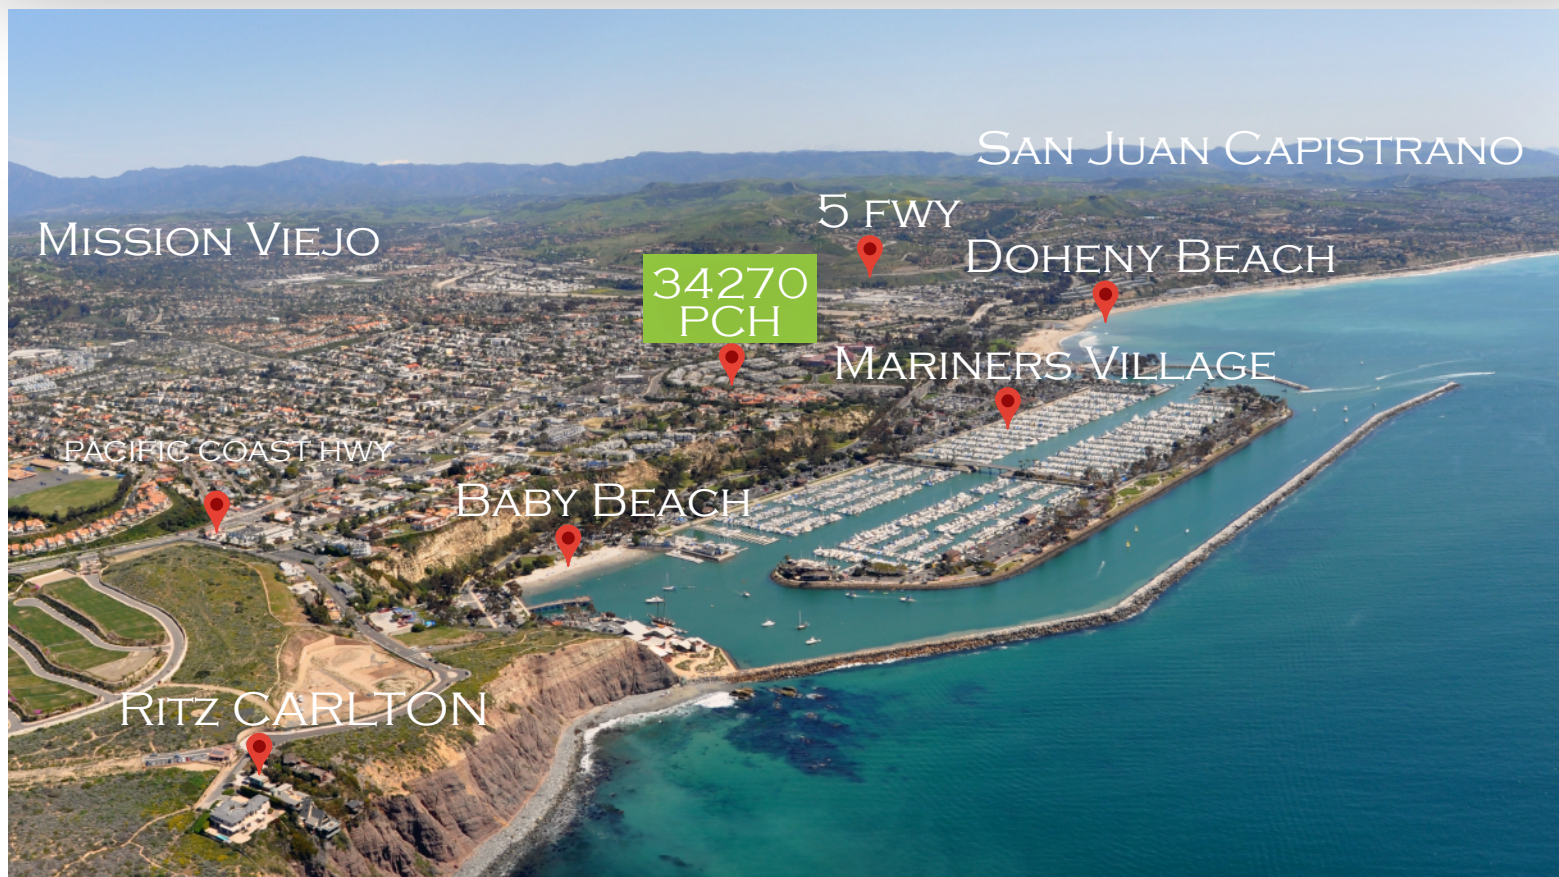 San Juan Capistrano
5 fwy
Mission Viejo
Doheny Beach
34270
PCH
Mariners Village
PACIFIC COAST HWY
Baby Beach
Ritz CARLTON